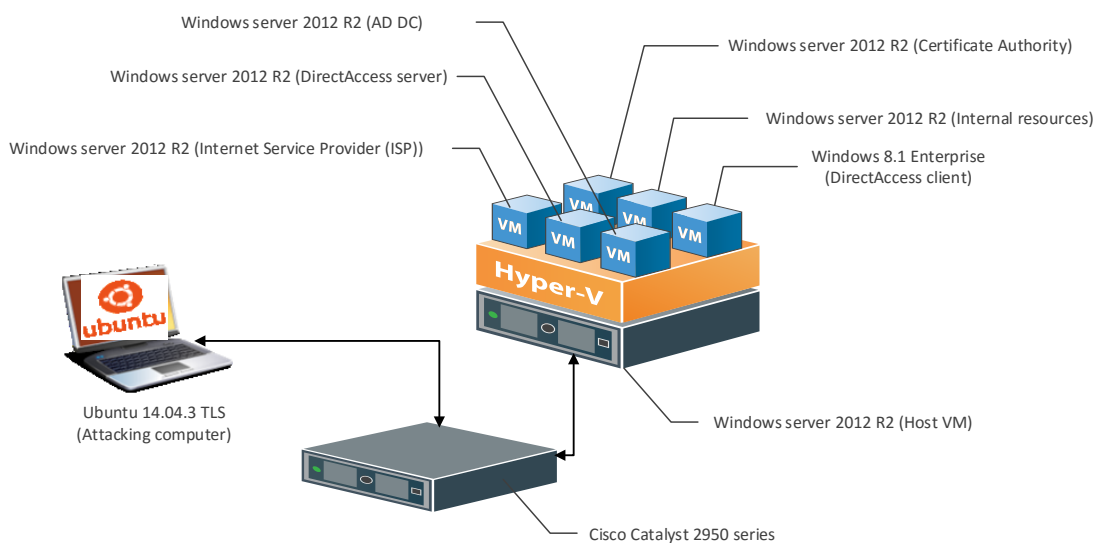 Windows server 2012 R2 (AD DC)
Windows server 2012 R2 (Certificate Authority)
Windows server 2012 R2 (DirectAccess server)
Windows server 2012 R2 (Internal resources)
Windows server 2012 R2 (Internet Service Provider (ISP))
Windows 8.1 Enterprise
(DirectAccess client)
VM
VM
VM
VM
VM
VM
Hyper-V
ubuntu
Ubuntu 14.04.3 TLS
(Attacking computer)
Windows server 2012 R2 (Host VM)
Cisco Catalyst 2950 series